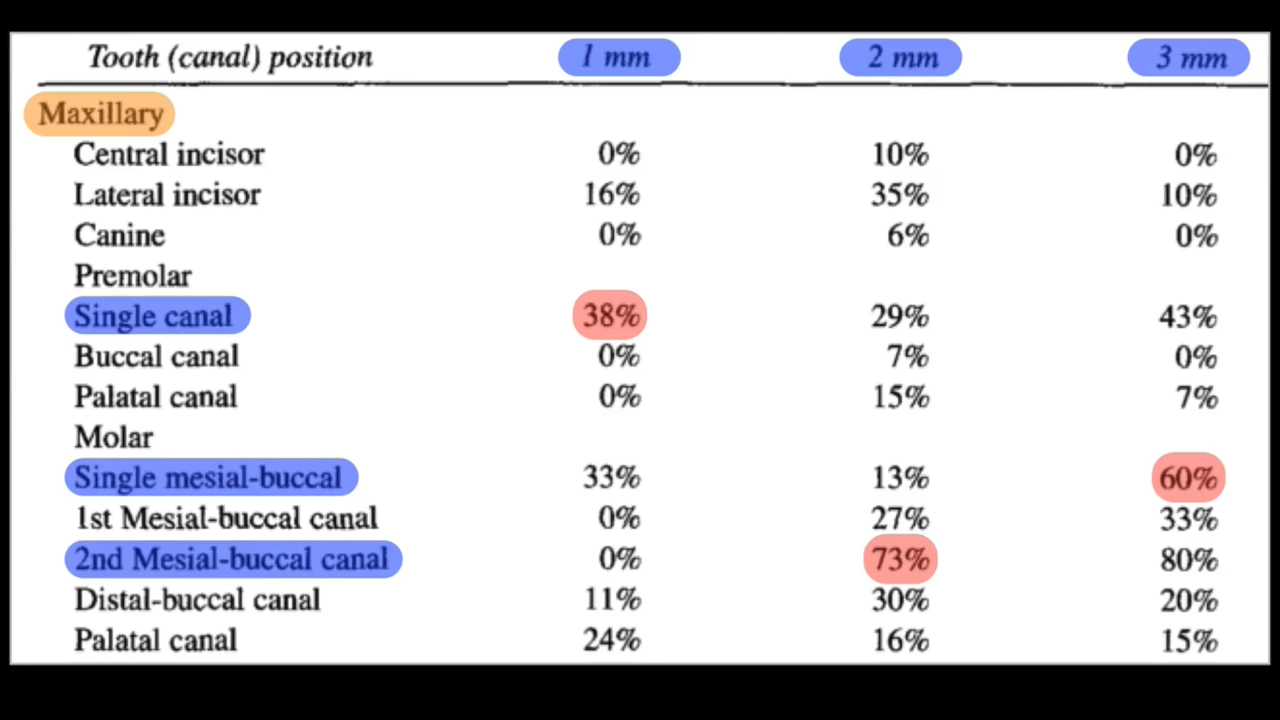 Tooth (canal) position 1 mm 2 mm 3 mm
Maxillary
Central incisor 0% 10% 0%
Lateral incisor 16% 35% 10%
Canine 0% 6% 0%
Premolar
Single canal 38% 29% 43%
Buccal canal 0% 7% 0%
Palatal canal 0% 15% 7%
Molar
Single mesial-buccal 33% 13% 60%
1st Mesial-buccal canal 0% 27% 33%
2nd Mesial-buccal canal 0% 73% 80%
Distal-buccal canal 11% 30% 20%
Palatal canal 24% 16% 15%